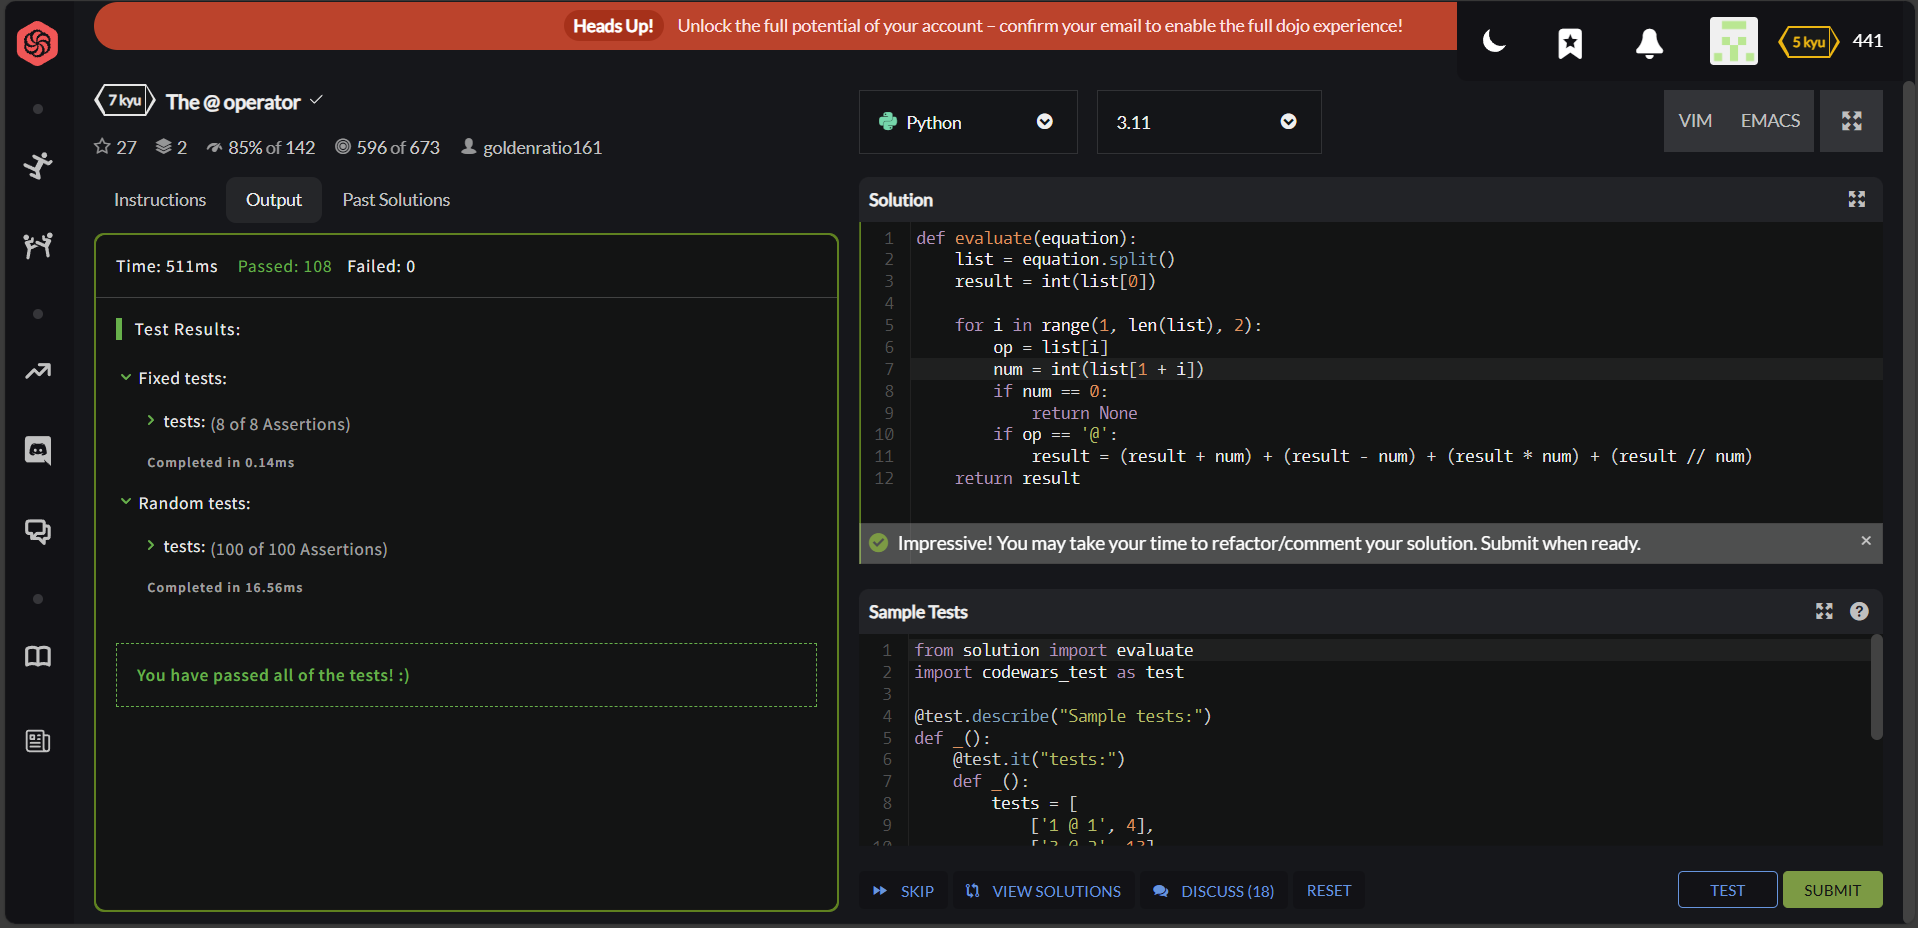 Heads Up! Unlock the full potential of your account – confirm your email to enable the full dojo experience!
5 kyu 441
7 kyu The @ operator
27 2 85% of 142 596 of 673 goldenratio161
Instructions Output Past Solutions
Time: 511ms Passed: 108 Failed: 0
Test Results:
Fixed tests:
tests: (8 of 8 Assertions)
Completed in 0.14ms
Random tests:
tests: (100 of 100 Assertions)
Completed in 16.56ms
You have passed all of the tests! :)
Python 3.11 VIM EMACS
Solution
1 def evaluate(equation):
2     list = equation.split()
3     result = int(list[0])
4
5     for i in range(1, len(list), 2):
6         op = list[i]
7         num = int(list[1 + i])
8         if num == 0:
9             return None
10         if op == '@':
11             result = (result + num) + (result - num) + (result * num) + (result // num)
12     return result
Impressive! You may take your time to refactor/comment your solution. Submit when ready.
Sample Tests
1 from solution import evaluate
2 import codewars_test as test
3
4 @test.describe("Sample tests:")
5 def _():
6     @test.it("tests:")
7     def _():
8         tests = [
9             ['1 @ 1', 4],
10             ['3 @ 2', 13],
SKIP VIEW SOLUTIONS DISCUSS (18) RESET TEST SUBMIT